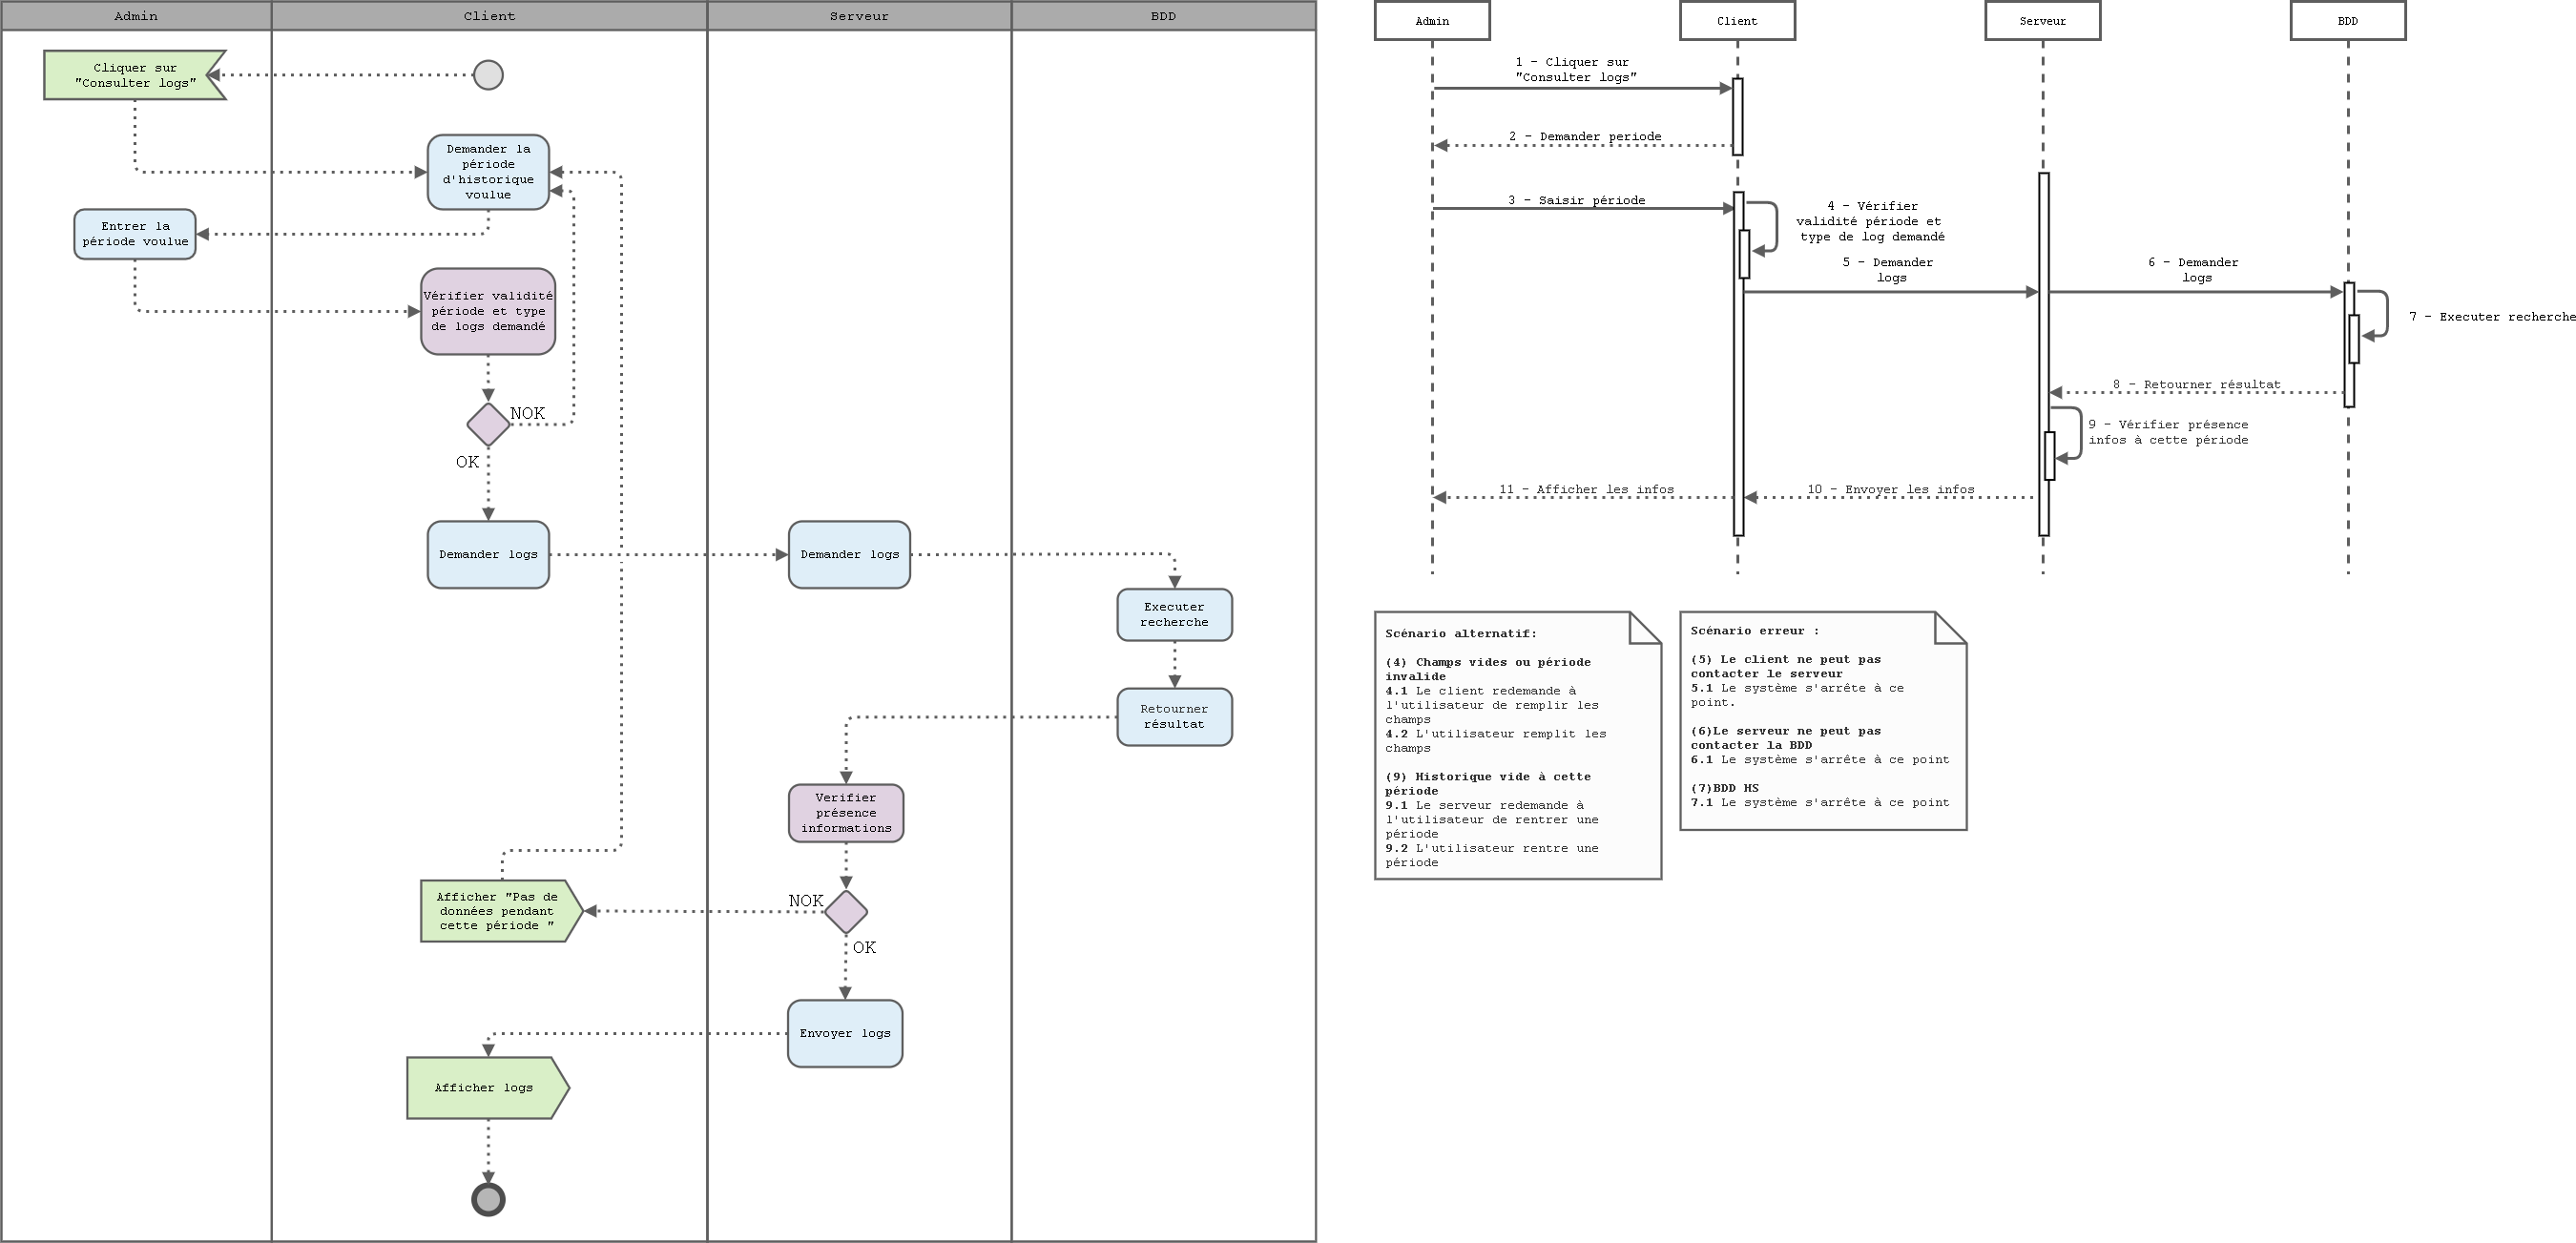 Admin
Client
Serveur
BDD
Cliquer sur
"Consulter logs"
Demander la
période
d'historique
voulue
Entrer la
période voulue
Vérifier validité
période et type
de logs demandé
NOK
OK
Demander logs
Demander logs
Executer
recherche
Retourner
résultat
Verifier
présence
informations
NOK
OK
Afficher "Pas de
données pendant
cette période "
Envoyer logs
Afficher logs
Admin
Client
Serveur
BDD
1 - Cliquer sur
"Consulter logs"
2 - Demander periode
3 - Saisir période
4 - Vérifier
validité période et
type de log demandé
5 - Demander
logs
6 - Demander
logs
7 - Executer recherche
8 - Retourner résultat
9 - Vérifier présence
infos à cette période
10 - Envoyer les infos
11 - Afficher les infos
Scénario alternatif:
(4) Champs vides ou période
invalide
4.1 Le client redemande à
l'utilisateur de remplir les
champs
4.2 L'utilisateur remplit les
champs
(9) Historique vide à cette
période
9.1 Le serveur redemande à
l'utilisateur de rentrer une
période
9.2 L'utilisateur rentre une
période
Scénario erreur :
(5) Le client ne peut pas
contacter le serveur
5.1 Le système s'arrête à ce
point.
(6)Le serveur ne peut pas
contacter la BDD
6.1 Le système s'arrête à ce point
(7)BDD HS
7.1 Le système s'arrête à ce point